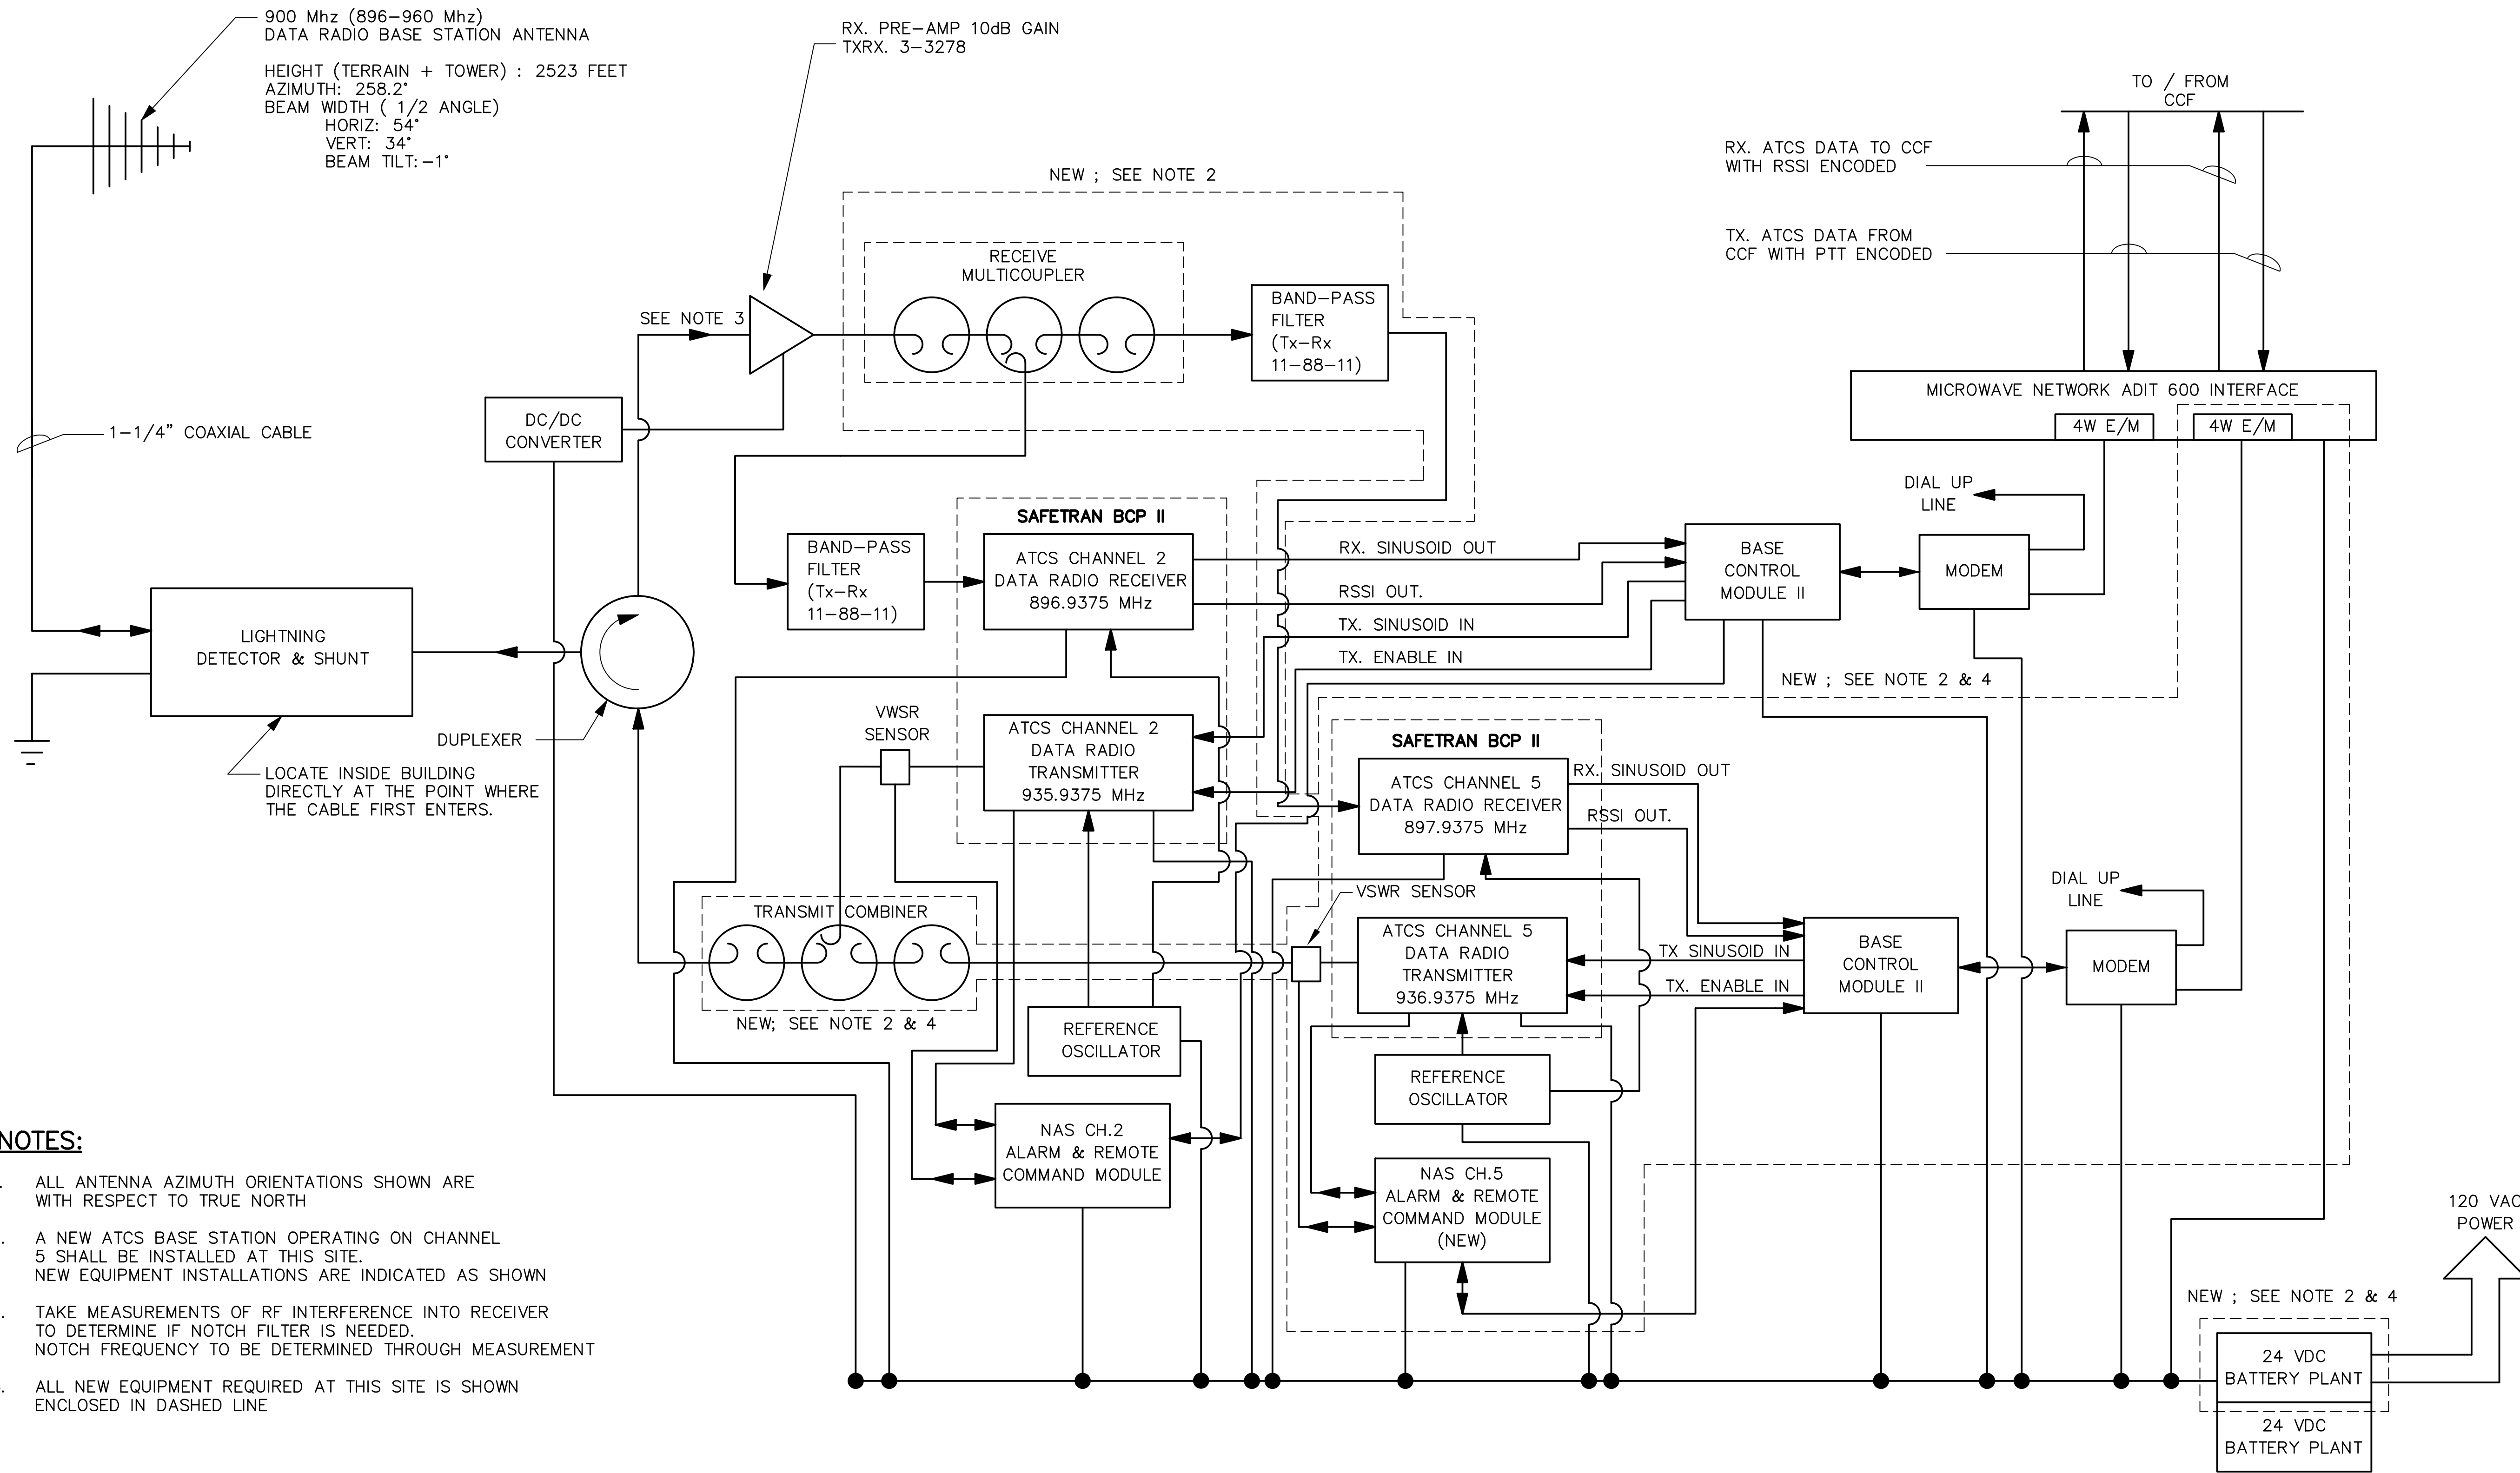 900 Mhz (896-960 Mhz)
DATA RADIO BASE STATION ANTENNA
HEIGHT (TERRAIN + TOWER) : 2523 FEET
AZIMUTH: 258.2°
BEAM WIDTH ( 1/2 ANGLE)
HORIZ: 54°
VERT: 34°
BEAM TILT:-1°
RX. PRE-AMP 10dB GAIN
TXRX. 3-3278
TO / FROM
CCF
RX. ATCS DATA TO CCF
WITH RSSI ENCODED
TX. ATCS DATA FROM
CCF WITH PTT ENCODED
NEW ; SEE NOTE 2
RECEIVE
MULTICOUPLER
SEE NOTE 3
BAND-PASS
FILTER
(Tx-Rx
11-88-11)
MICROWAVE NETWORK ADIT 600 INTERFACE
4W E/M
4W E/M
DC/DC
CONVERTER
1-1/4" COAXIAL CABLE
DIAL UP
LINE
SAFETRAN BCP II
BAND-PASS
FILTER
(Tx-Rx
11-88-11)
ATCS CHANNEL 2
DATA RADIO RECEIVER
896.9375 MHz
RX. SINUSOID OUT
RSSI OUT.
TX. SINUSOID IN
TX. ENABLE IN
BASE
CONTROL
MODULE II
MODEM
LIGHTNING
DETECTOR & SHUNT
NEW ; SEE NOTE 2 & 4
DUPLEXER
LOCATE INSIDE BUILDING
DIRECTLY AT THE POINT WHERE
THE CABLE FIRST ENTERS.
VWSR
SENSOR
ATCS CHANNEL 2
DATA RADIO
TRANSMITTER
935.9375 MHz
SAFETRAN BCP II
ATCS CHANNEL 5
DATA RADIO RECEIVER
897.9375 MHz
RX. SINUSOID OUT
RSSI OUT.
VSWR SENSOR
TRANSMIT COMBINER
NEW; SEE NOTE 2 & 4
ATCS CHANNEL 5
DATA RADIO
TRANSMITTER
936.9375 MHz
TX SINUSOID IN
TX. ENABLE IN
BASE
CONTROL
MODULE II
DIAL UP
LINE
MODEM
REFERENCE
OSCILLATOR
REFERENCE
OSCILLATOR
NAS CH.2
ALARM & REMOTE
COMMAND MODULE
NAS CH.5
ALARM & REMOTE
COMMAND MODULE
(NEW)
NOTES:
ALL ANTENNA AZIMUTH ORIENTATIONS SHOWN ARE
WITH RESPECT TO TRUE NORTH
A NEW ATCS BASE STATION OPERATING ON CHANNEL
5 SHALL BE INSTALLED AT THIS SITE.
NEW EQUIPMENT INSTALLATIONS ARE INDICATED AS SHOWN
TAKE MEASUREMENTS OF RF INTERFERENCE INTO RECEIVER
TO DETERMINE IF NOTCH FILTER IS NEEDED.
NOTCH FREQUENCY TO BE DETERMINED THROUGH MEASUREMENT
ALL NEW EQUIPMENT REQUIRED AT THIS SITE IS SHOWN
ENCLOSED IN DASHED LINE
120 VAC
POWER
NEW ; SEE NOTE 2 & 4
24 VDC
BATTERY PLANT
24 VDC
BATTERY PLANT